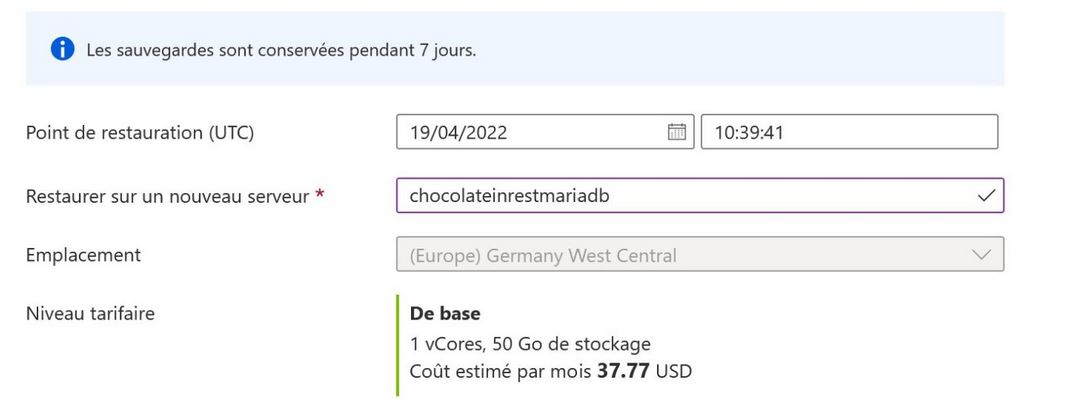 Les sauvegardes sont conservées pendant 7 jours.
Point de restauration (UTC) 19/04/2022 10:39:41
Restaurer sur un nouveau serveur * chocolateinrestmariadb
Emplacement (Europe) Germany West Central
Niveau tarifaire De base
1 vCores, 50 Go de stockage
Coût estimé par mois 37.77 USD